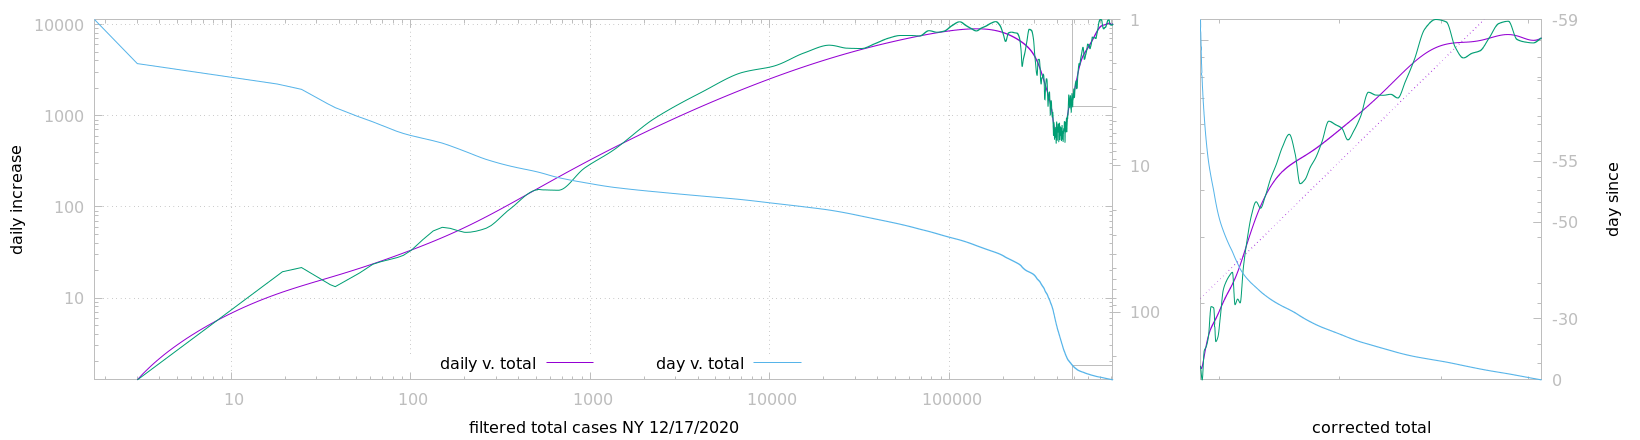 10000
1000
100
10
daily increase
1
10
100
daily v. total
day v. total
10
100
1000
10000
100000
filtered total cases NY 12/17/2020
-59
-55
-50
-30
0
day since
corrected total